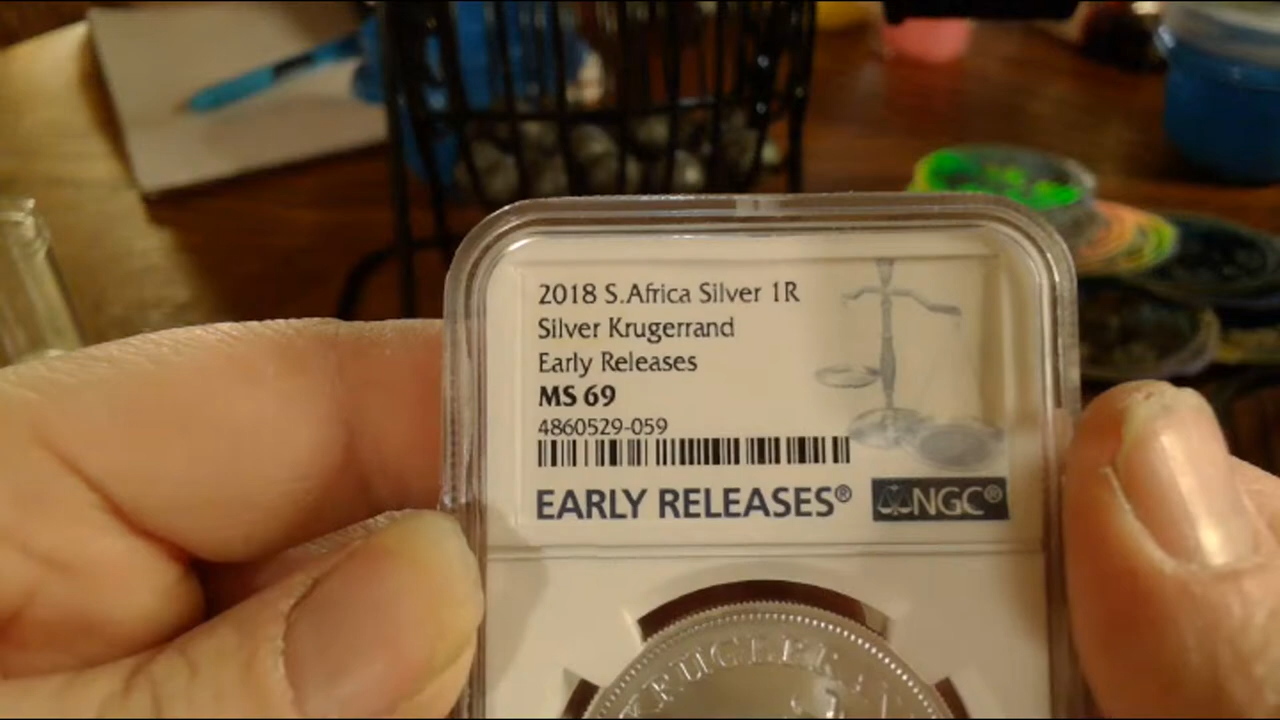 2018 S.Africa Silver 1R
Silver Krugerrand
Early Releases
MS 69
4860529-059
EARLY RELEASES®
NGC®